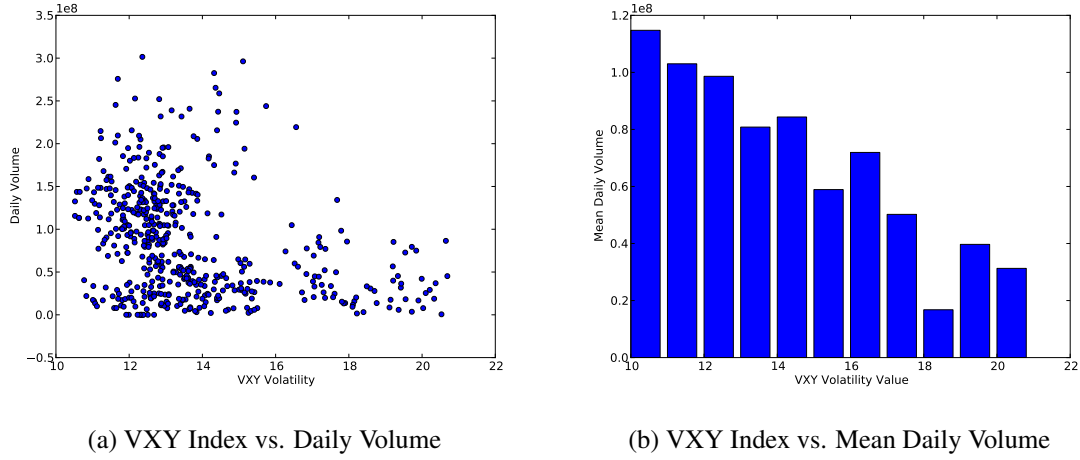 1e8
3.5
3.0
2.5
2.0
1.5
1.0
0.5
0.0
−0.5
10 12 14 16 18 20 22
Daily Volume
VXY Volatility
(a) VXY Index vs. Daily Volume
1e8
1.2
1.0
0.8
0.6
0.4
0.2
0.0
10 12 14 16 18 20 22
Mean Daily Volume
VXY Volatility Value
(b) VXY Index vs. Mean Daily Volume